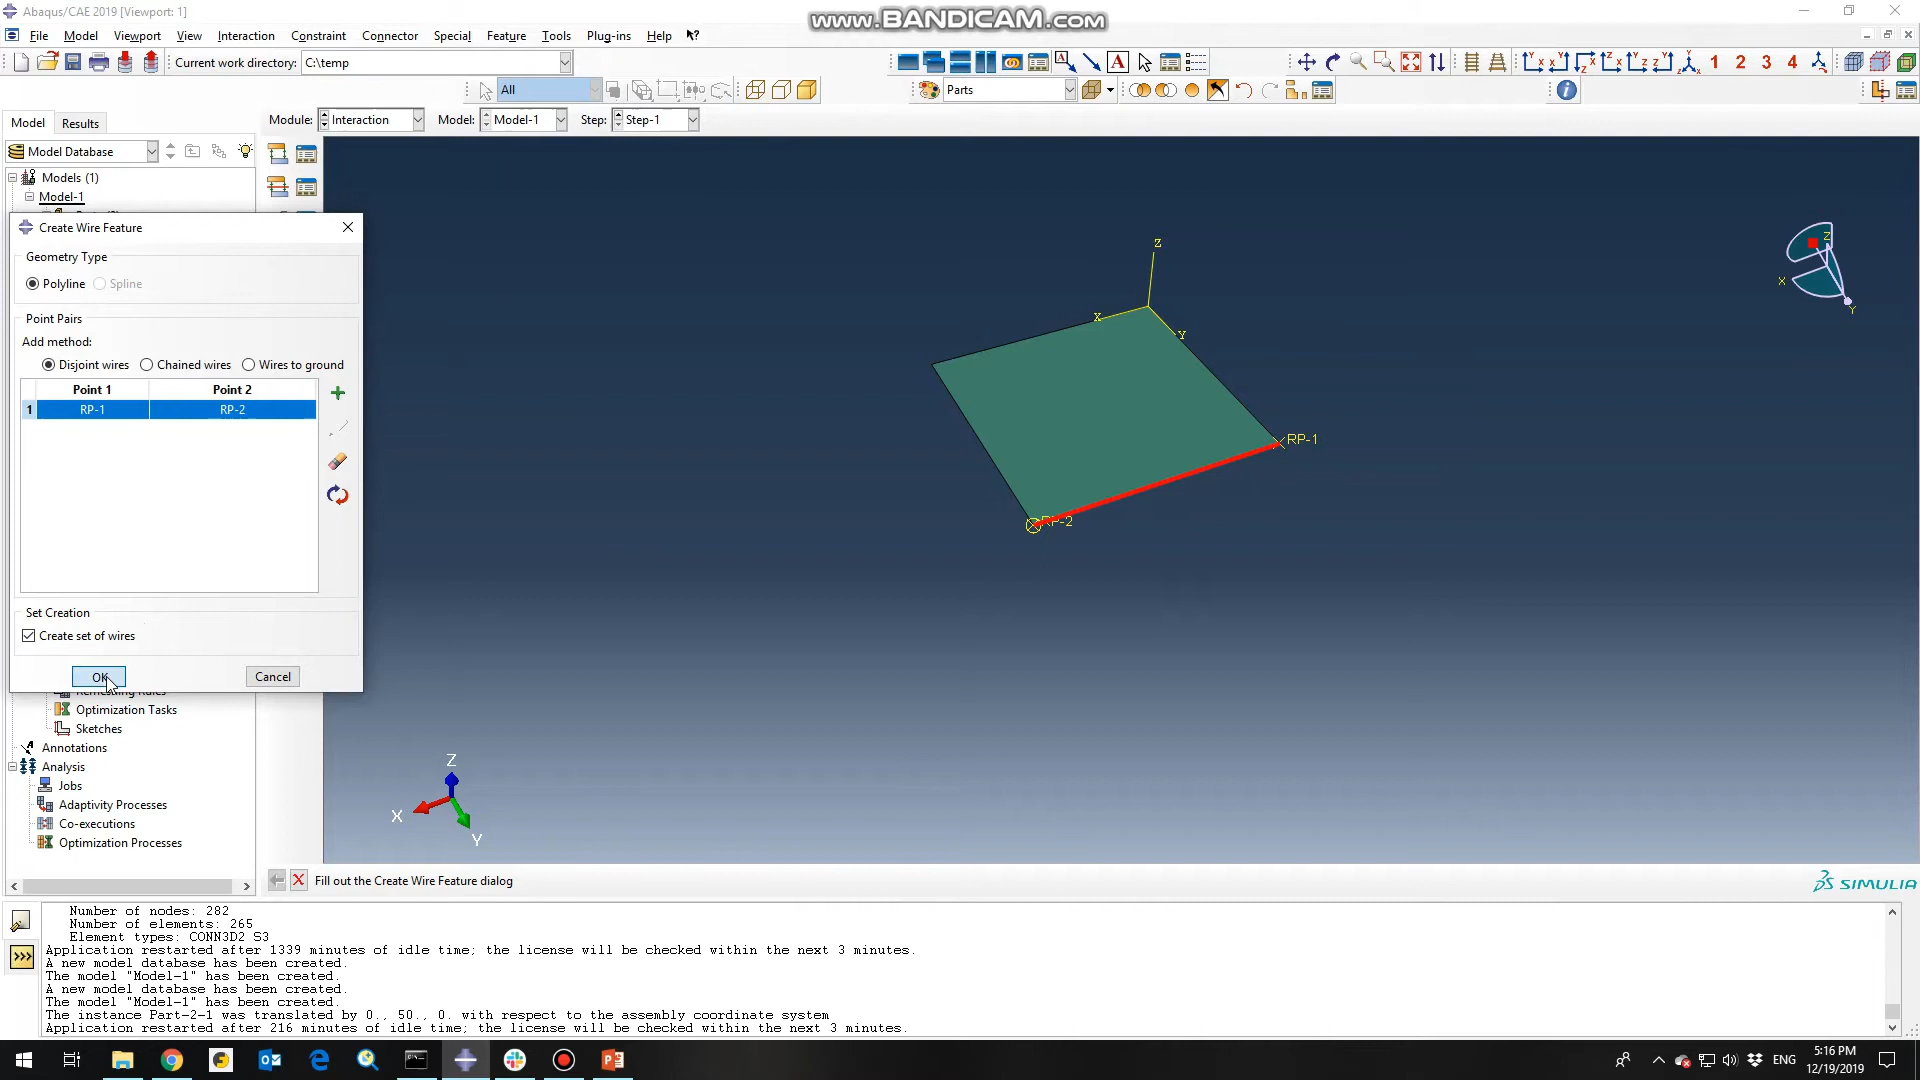 Abaqus/CAE 2019 [Viewport: 1]
www.BANDICAM.com
File Model Viewport View Interaction Constraint Connector Special Feature Tools Plug-ins Help
Current work directory: C:\temp
1 2 3 4
All
Parts
Model Results
Module: Interaction Model: Model-1 Step: Step-1
Model Database
Models (1)
Model-1
Create Wire Feature
Geometry Type
Polyline Spline
Point Pairs
Add method:
Disjoint wires Chained wires Wires to ground
Point 1 Point 2
1 RP-1 RP-2
Set Creation
Create set of wires
OK Cancel
Optimization Tasks
Sketches
Annotations
Analysis
Jobs
Adaptivity Processes
Co-executions
Optimization Processes
Z
X
Y
RP-1
RP-2
Z
X
Y
Z
X
Y
Fill out the Create Wire Feature dialog
SIMULIA
Number of nodes: 282
Number of elements: 265
Element types: CONN3D2 S3
Application restarted after 1339 minutes of idle time; the license will be checked within the next 3 minutes.
A new model database has been created.
The model "Model-1" has been created.
A new model database has been created.
The model "Model-1" has been created.
The instance Part-2-1 was translated by 0., 50., 0. with respect to the assembly coordinate system
Application restarted after 216 minutes of idle time; the license will be checked within the next 3 minutes.
ENG
5:16 PM
12/19/2019